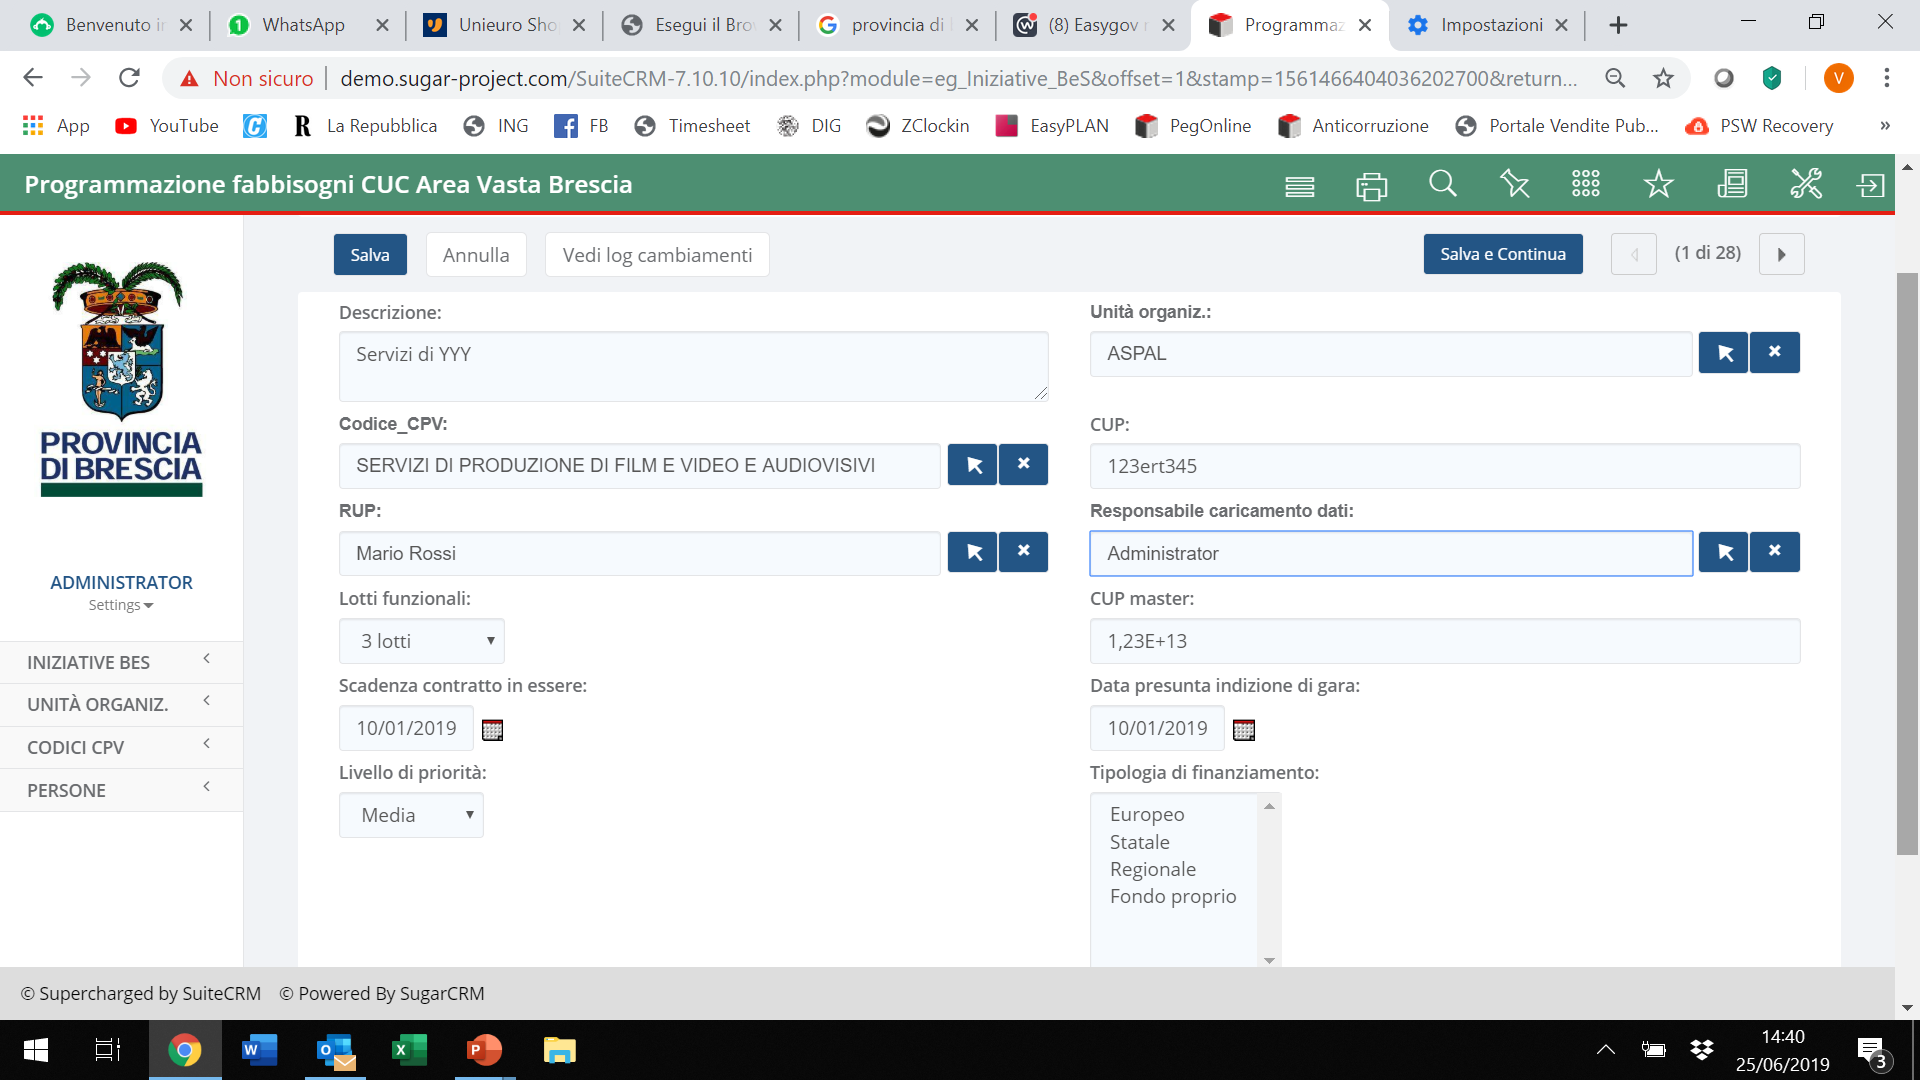 Benvenuto in
WhatsApp
Unieuro Sho
Esegui il Bro
provincia di
(8) Easygov
Programmaz
Impostazioni
Non sicuro
demo.sugar-project.com/SuiteCRM-7.10.10/index.php?module=eg_Iniziative_BeS&offset=1&stamp=1561466404036202700&return...
V
App
YouTube
La Repubblica
ING
FB
Timesheet
DIG
ZClockin
EasyPLAN
PegOnline
Anticorruzione
Portale Vendite Pub...
PSW Recovery
»
Programmazione fabbisogni CUC Area Vasta Brescia
Salva
Annulla
Vedi log cambiamenti
Salva e Continua
(1 di 28)
PROVINCIA
DI BRESCIA
ADMINISTRATOR
Settings
INIZIATIVE BES
UNITÀ ORGANIZ.
CODICI CPV
PERSONE
Descrizione:
Servizi di YYY
Unità organiz.:
ASPAL
Codice_CPV:
SERVIZI DI PRODUZIONE DI FILM E VIDEO E AUDIOVISIVI
CUP:
123ert345
RUP:
Mario Rossi
Responsabile caricamento dati:
Administrator
Lotti funzionali:
3 lotti
CUP master:
1,23E+13
Scadenza contratto in essere:
10/01/2019
Data presunta indizione di gara:
10/01/2019
Livello di priorità:
Media
Tipologia di finanziamento:
Europeo
Statale
Regionale
Fondo proprio
© Supercharged by SuiteCRM
© Powered By SugarCRM
14:40
25/06/2019
3